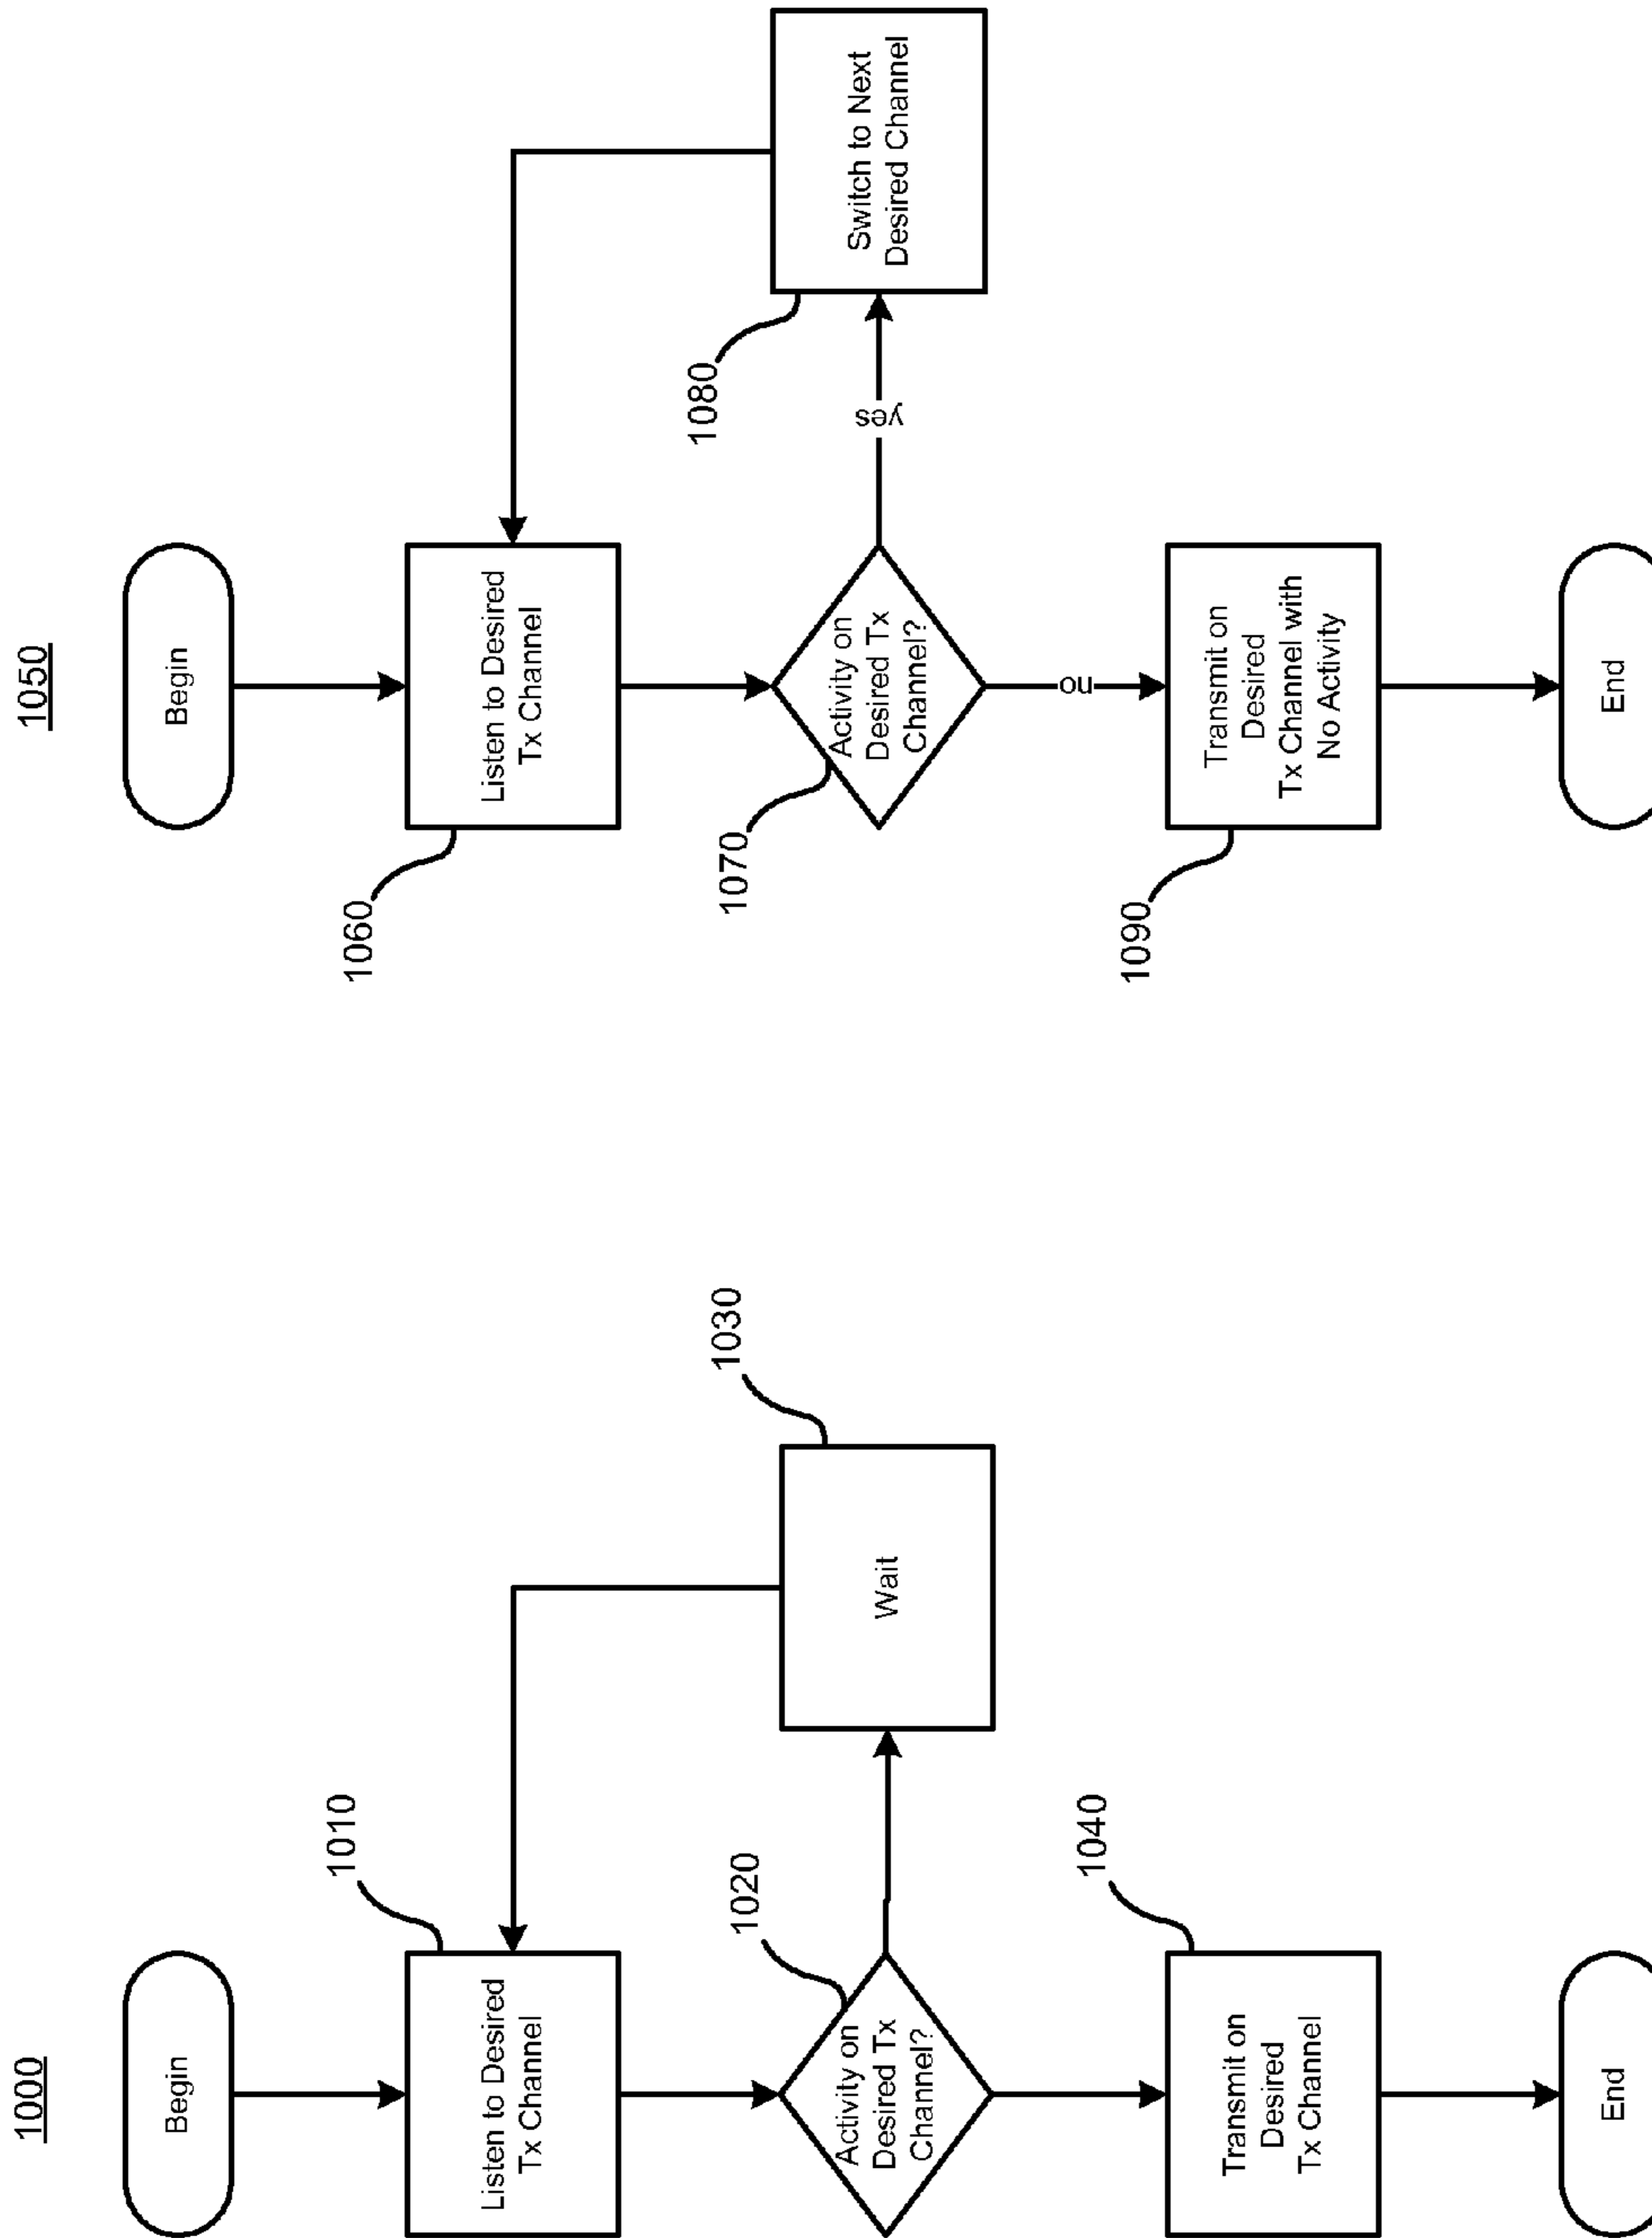 1000
Begin
Listen to Desired
Tx Channel
1010
Activity on
Desired Tx
Channel?
1020
Wait
1030
Transmit on
Desired
Tx Channel
1040
End
1050
Begin
Listen to Desired
Tx Channel
1060
Activity on
Desired Tx
Channel?
1070
yes
Switch to Next
Desired Channel
1080
no
Transmit on
Desired
Tx Channel with
No Activity
1090
End